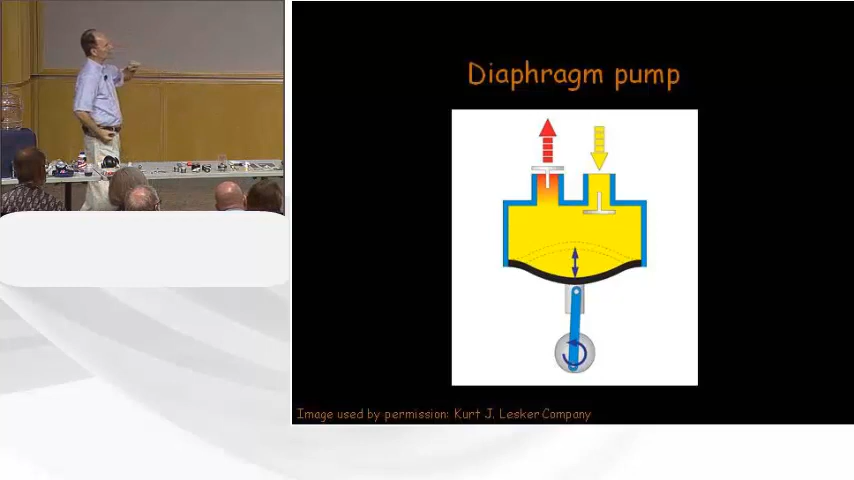 Diaphragm pump
Image used by permission: Kurt J. Lesker Company